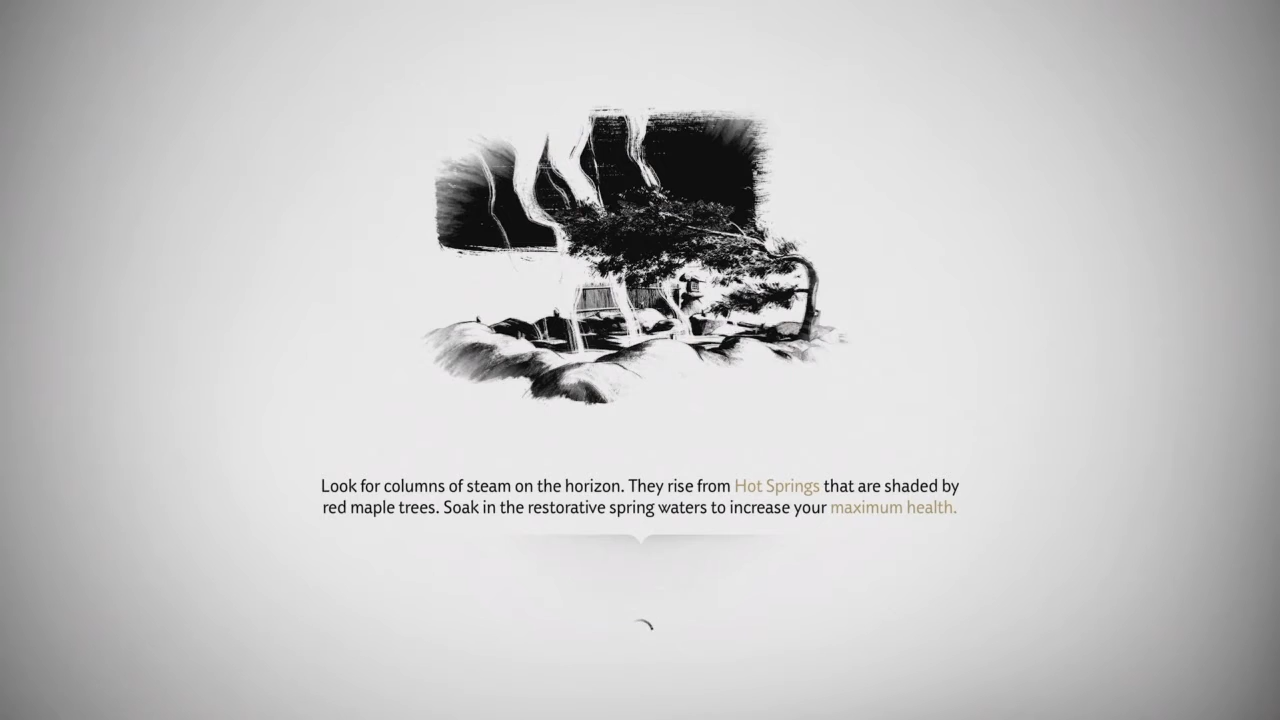 Look for columns of steam on the horizon. They rise from Hot Springs that are shaded by
red maple trees. Soak in the restorative spring waters to increase your maximum health.